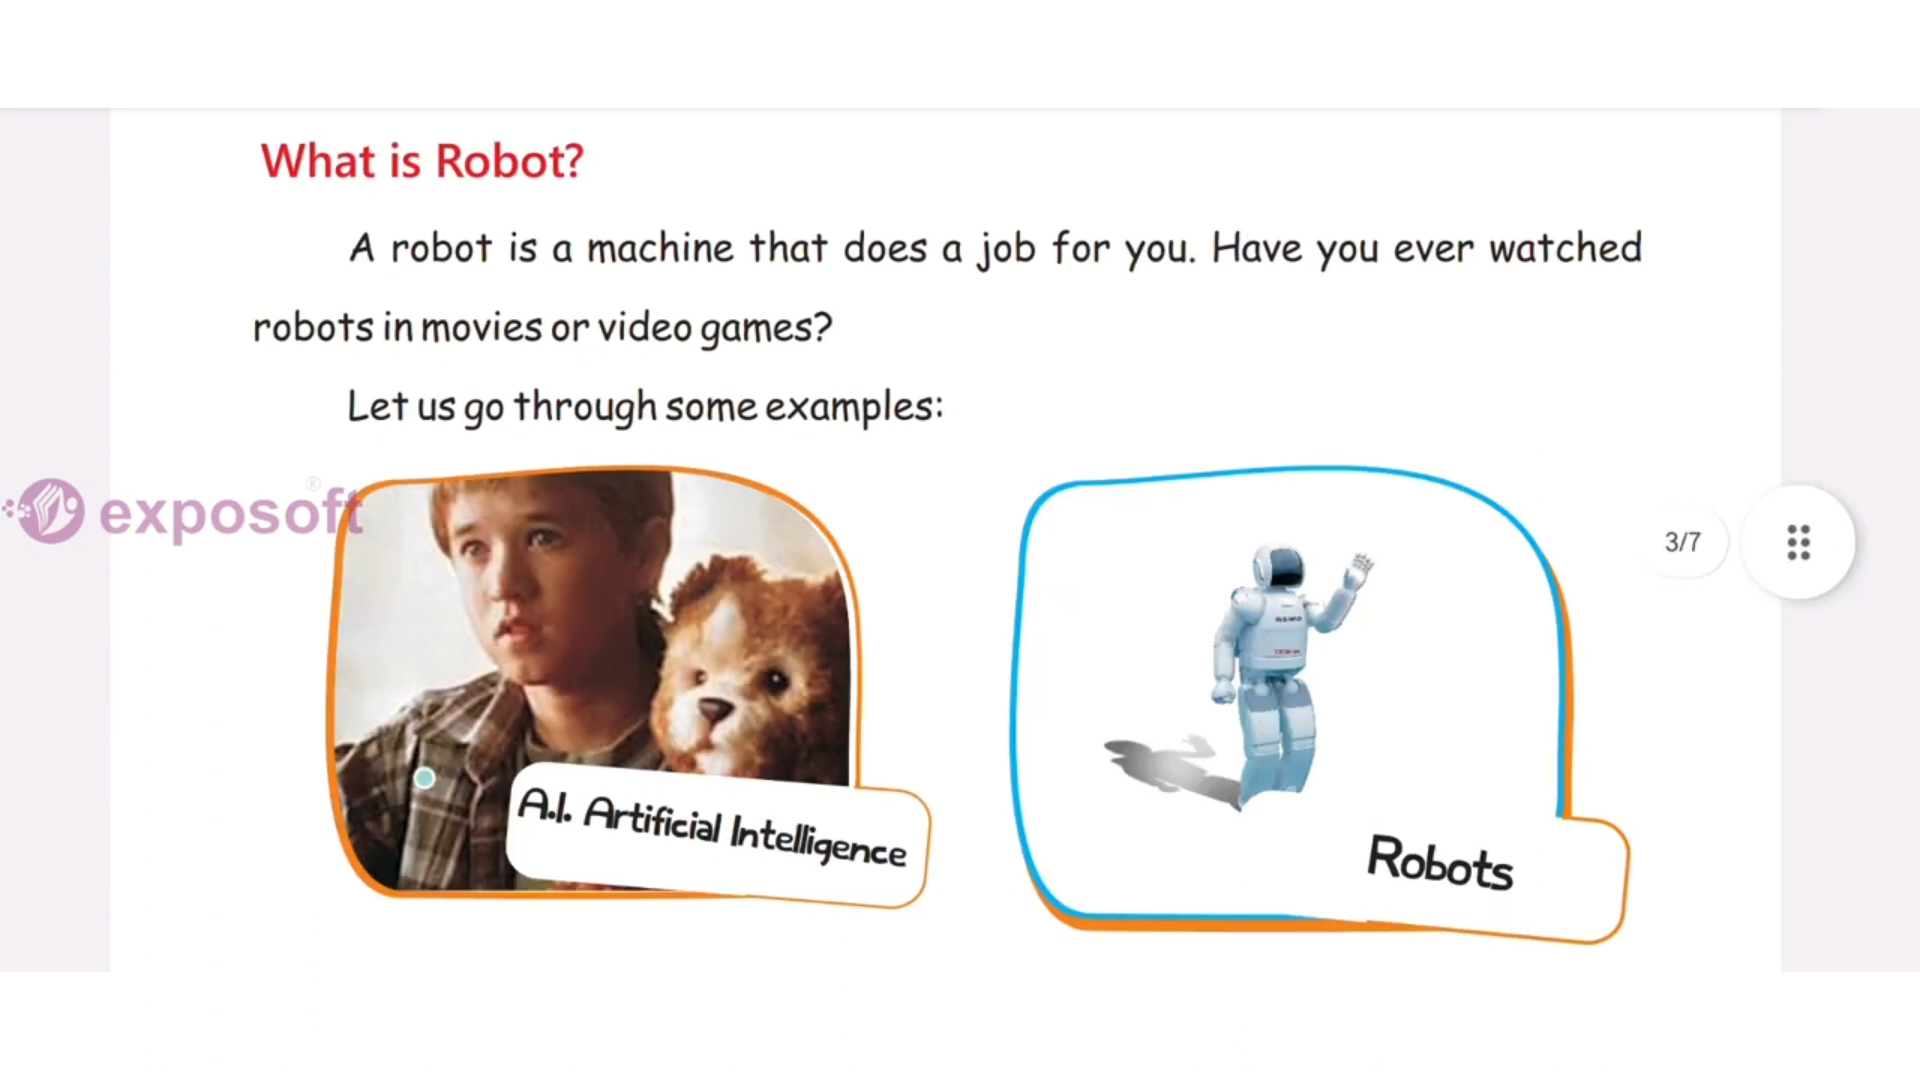 What is Robot?
A robot is a machine that does a job for you. Have you ever watched
robots in movies or video games?
Let us go through some examples:
exposoft ®
3/7
A.I. Artificial Intelligence
Robots